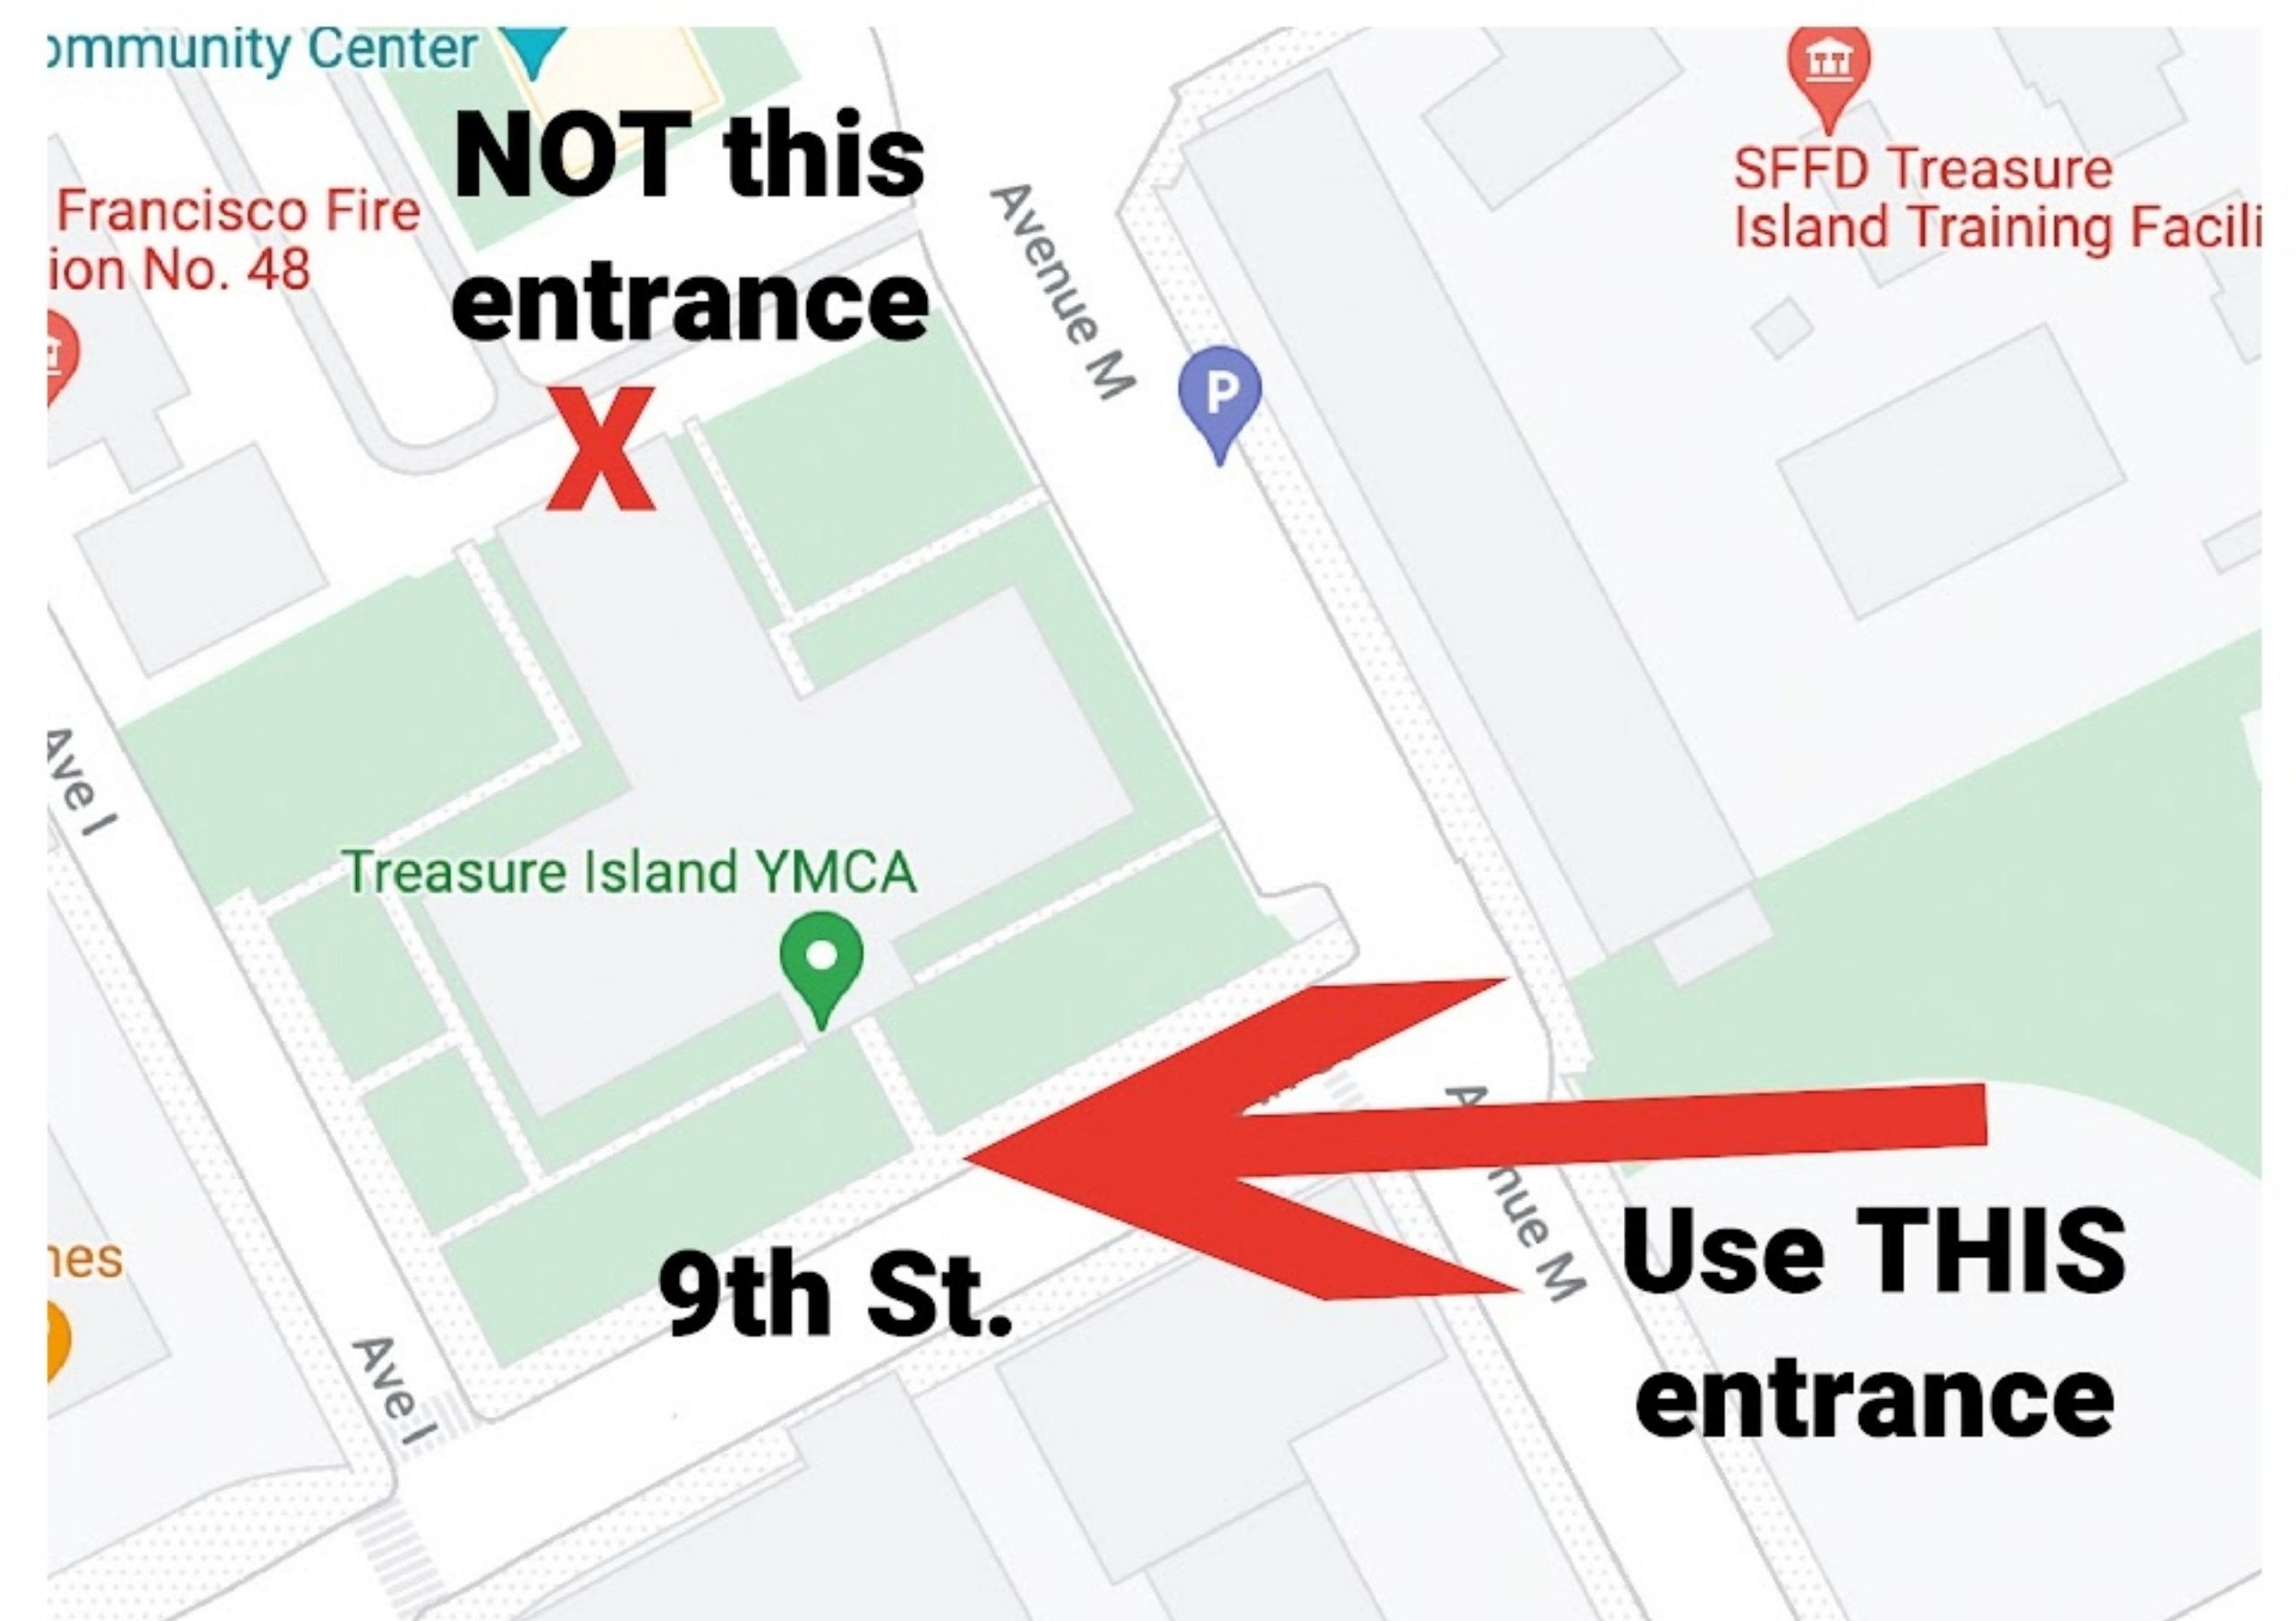 ommunity Center
NOT this
entrance
X
Francisco Fire
ion No. 48
Avenue M
P
SFFD Treasure
Island Training Facili
Ave I
Treasure Island YMCA
nes
9th St.
Ave I
A nue M
Use THIS
entrance